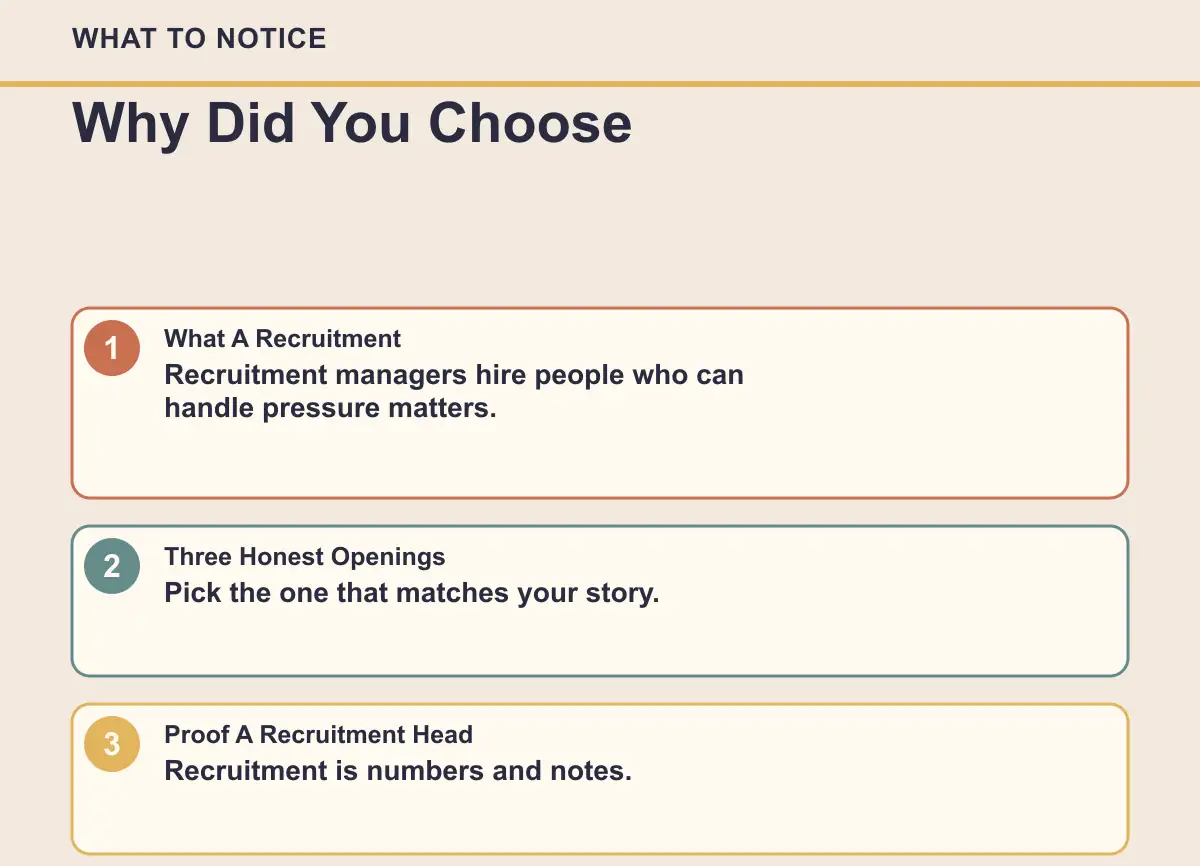 WHAT TO NOTICE
Why Did You Choose
1
What A Recruitment
Recruitment managers hire people who can
handle pressure matters.
2
Three Honest Openings
Pick the one that matches your story.
3
Proof A Recruitment Head
Recruitment is numbers and notes.